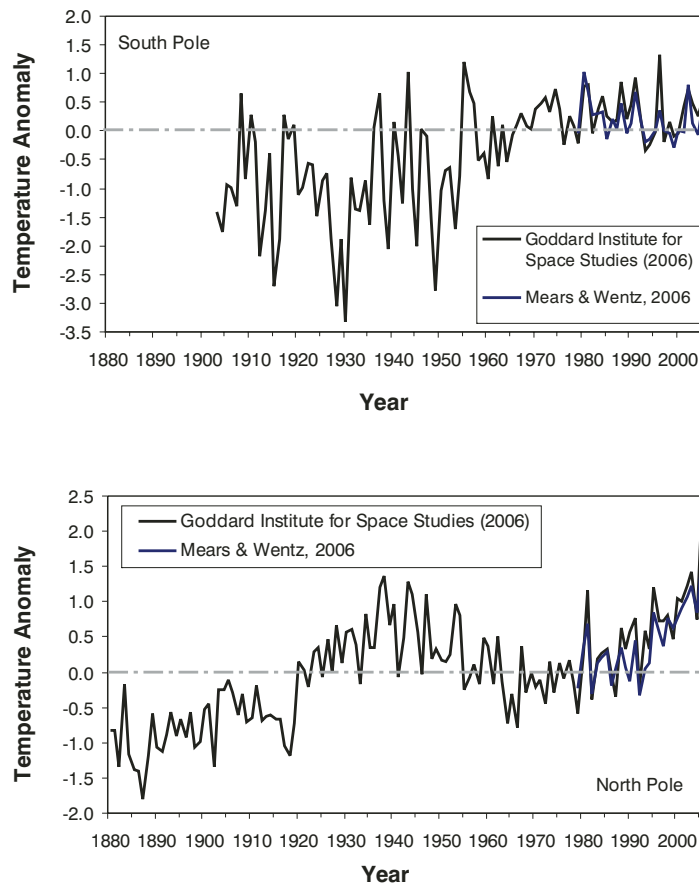 South Pole
Temperature Anomaly
2.0
1.5
1.0
0.5
0.0
-0.5
-1.0
-1.5
-2.0
-2.5
-3.0
-3.5
Goddard Institute for
Space Studies (2006)
Mears & Wentz, 2006
1880 1890 1900 1910 1920 1930 1940 1950 1960 1970 1980 1990 2000
Year
Temperature Anomaly
2.5
2.0
1.5
1.0
0.5
0.0
-0.5
-1.0
-1.5
-2.0
Goddard Institute for Space Studies (2006)
Mears & Wentz, 2006
North Pole
1880 1890 1900 1910 1920 1930 1940 1950 1960 1970 1980 1990 2000
Year